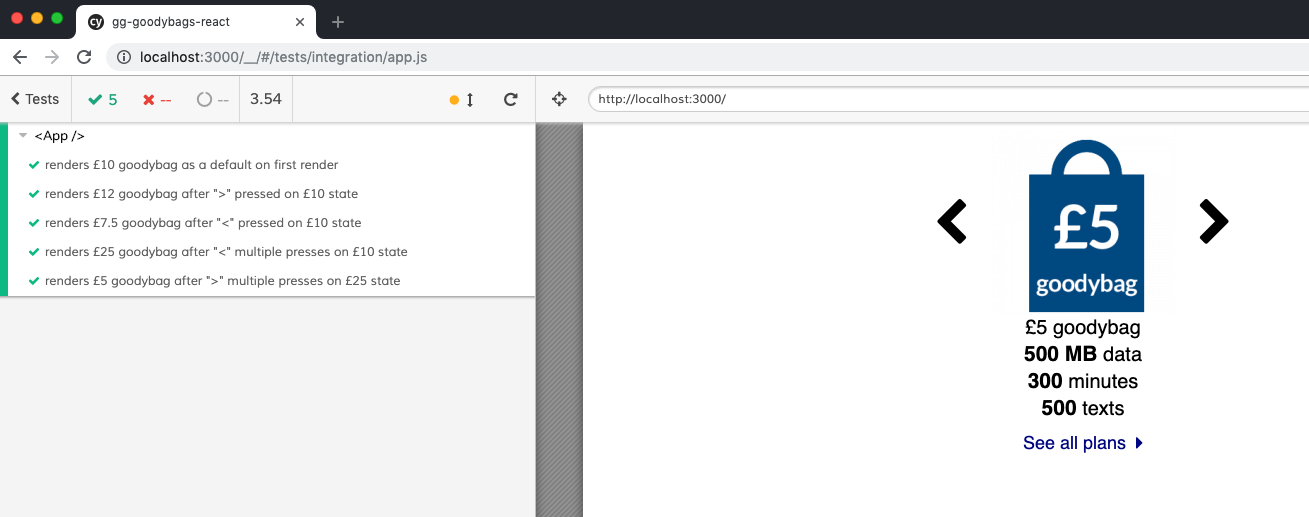 cy gg-goodybags-react
localhost:3000/__/#/tests/integration/app.js
Tests 5 -- -- 3.54 http://localhost:3000/
<App />
renders £10 goodybag as a default on first render
renders £12 goodybag after ">" pressed on £10 state
renders £7.5 goodybag after "<" pressed on £10 state
renders £25 goodybag after "<" multiple presses on £10 state
renders £5 goodybag after ">" multiple presses on £25 state
£5
goodybag
£5 goodybag
500 MB data
300 minutes
500 texts
See all plans